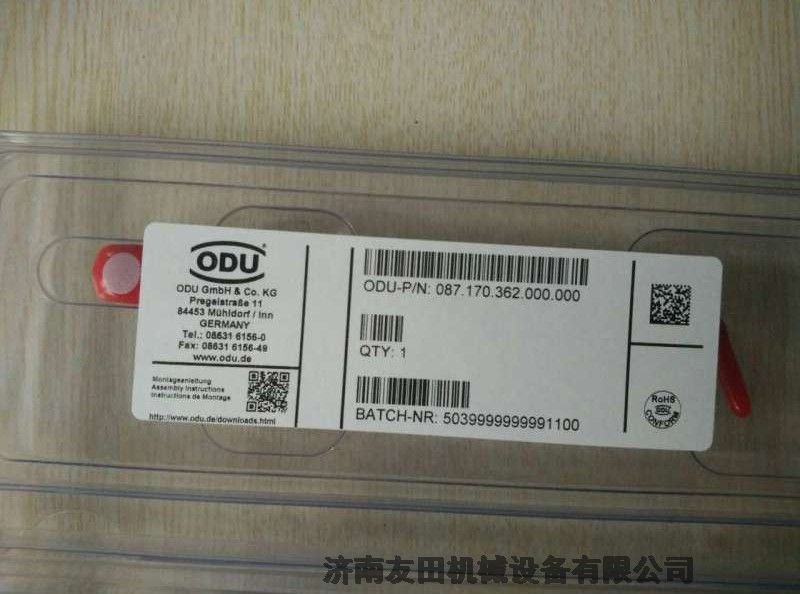 ODU
ODU GmbH & Co. KG
Pregelstraße 11
84453 Mühldorf / Inn
GERMANY
Tel.: 08631 6156-0
Fax: 08631 6156-49
www.odu.de
Montageanleitung
Assembly Instructions
Instructions de Montage
http://www.odu.de/downloads.html
ODU-P/N: 087.170.362.000.000
QTY: 1
BATCH-NR: 5039999999991100
RoHS
ODU
CONFORM
济南友田机械设备有限公司